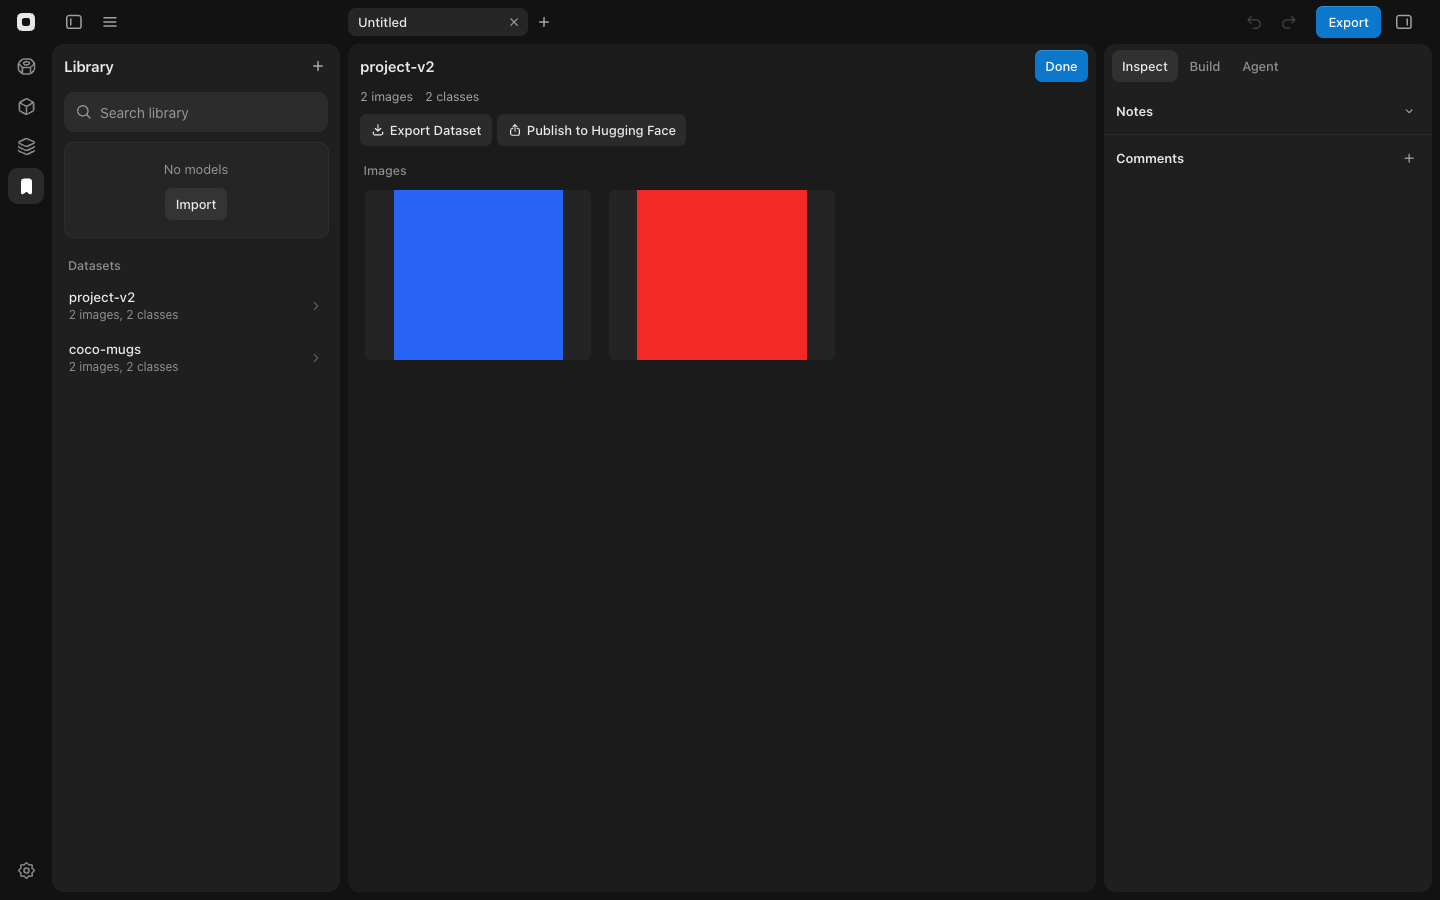 Untitled
Export
Library
Search library
No models
Import
Datasets
project-v2
2 images, 2 classes
coco-mugs
2 images, 2 classes
project-v2
Done
2 images 2 classes
Export Dataset Publish to Hugging Face
Images
Inspect Build Agent
Notes
Comments